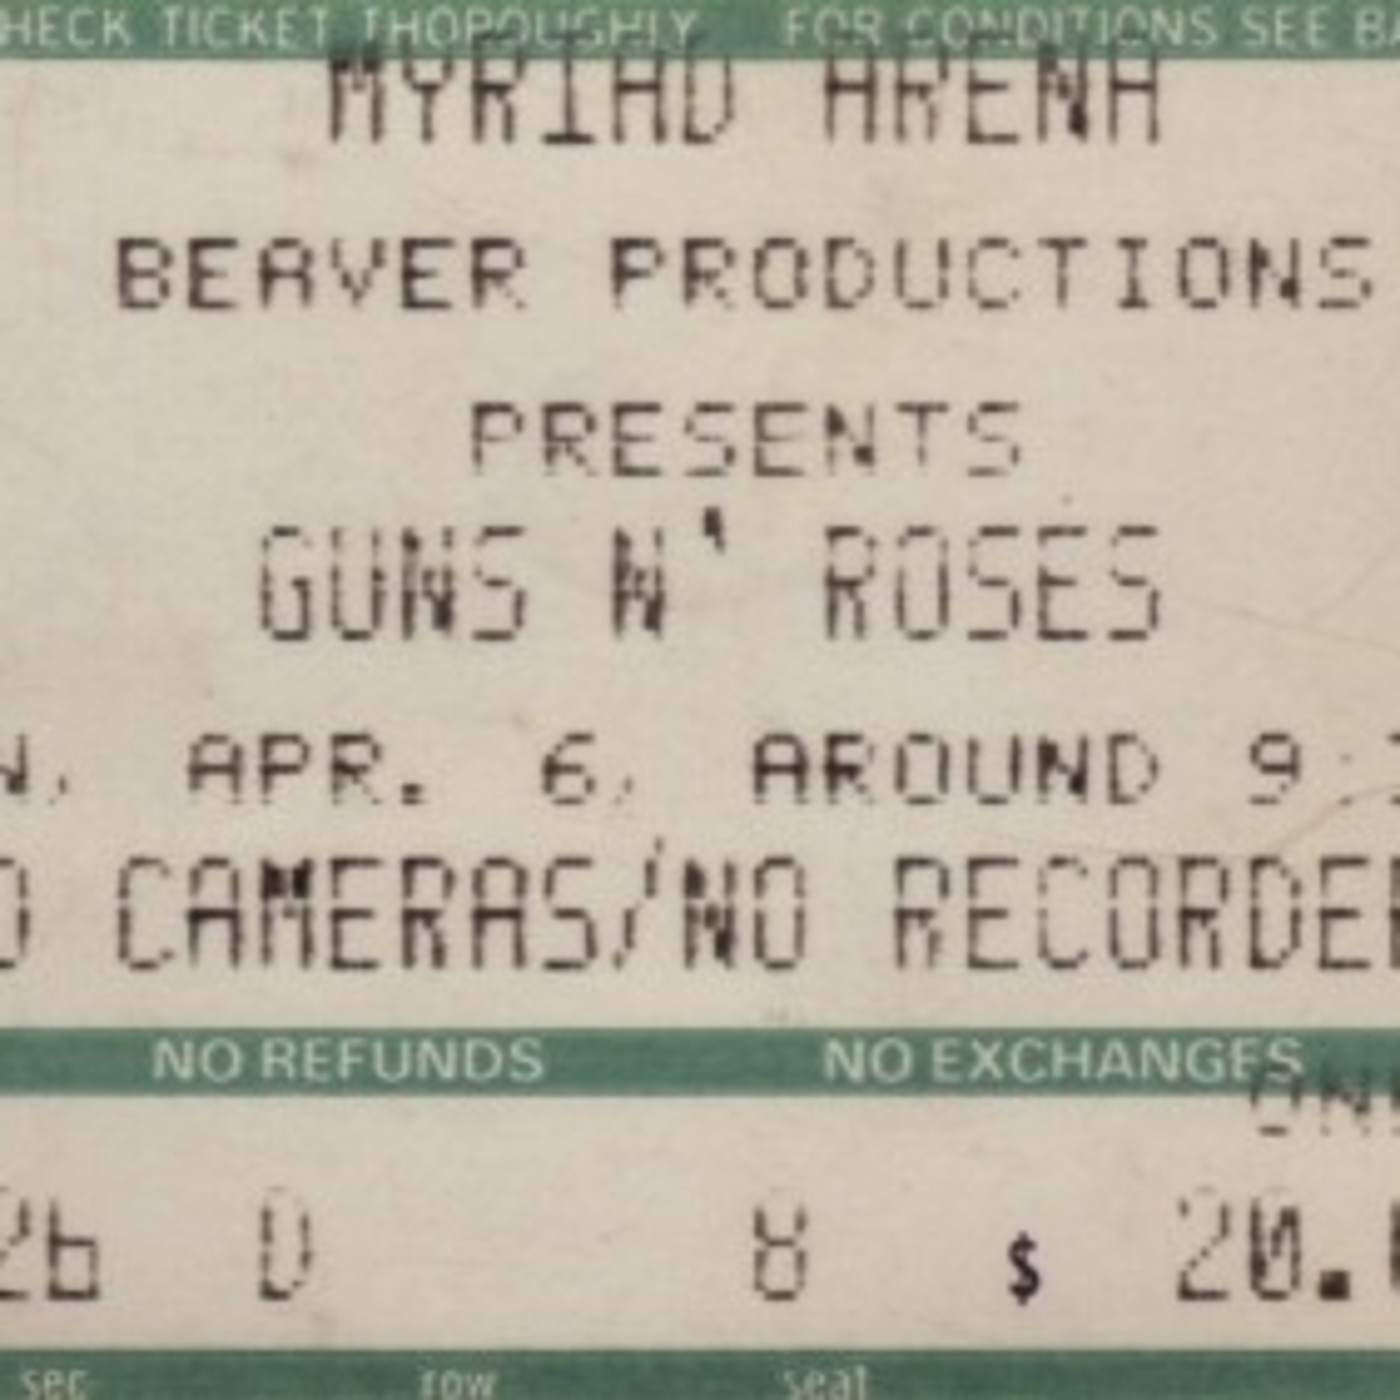 HECK TICKET THOROUGHLY FOR CONDITIONS SEE BA
MYRIAD ARENA
BEAVER PRODUCTIONS
PRESENTS
GUNS N' ROSES
N, APR. 6, AROUND 9:
O CAMERAS/NO RECORDE
NO REFUNDS NO EXCHANGES
26 D 8 $ 20.
sec row seat